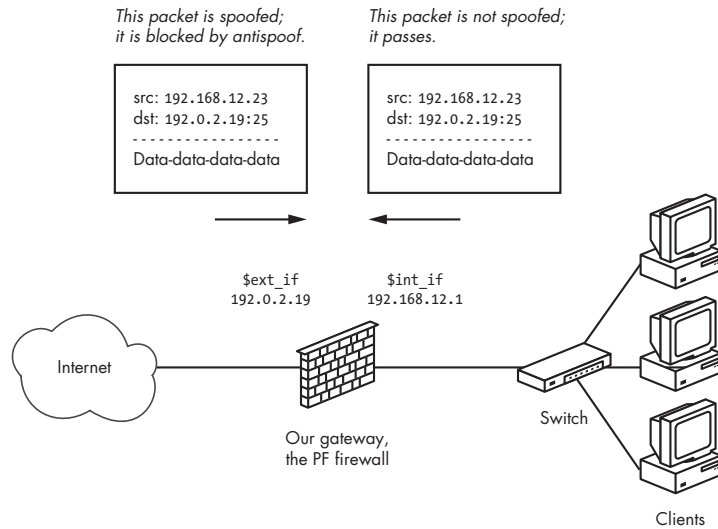 This packet is spoofed;
it is blocked by antispoof.
This packet is not spoofed;
it passes.
src: 192.168.12.23
dst: 192.0.2.19:25
- - - - - - - - - - - - - - - - -
Data-data-data-data
src: 192.168.12.23
dst: 192.0.2.19:25
- - - - - - - - - - - - - - - - -
Data-data-data-data
$ext_if
192.0.2.19
$int_if
192.168.12.1
Internet
Our gateway,
the PF firewall
Switch
Clients